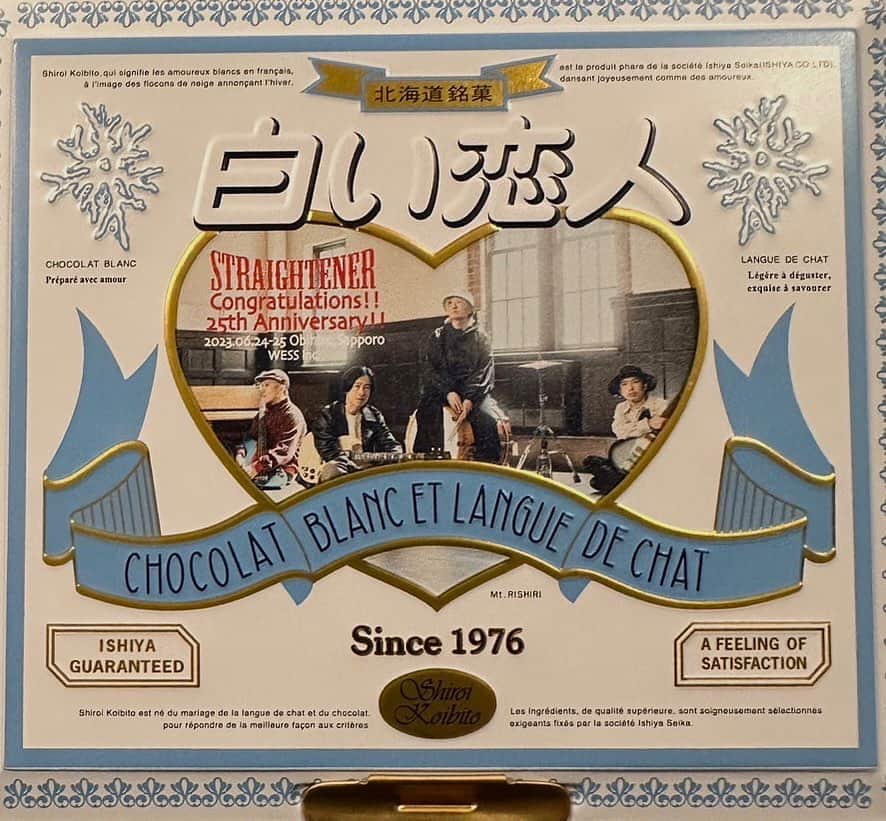 Shiroi Koibito, qui signifie les amoureux blancs en français,
à l'image des flocons de neige annonçant l'hiver.
est le produit phare de la société Ishiya Seika(ISHIYA CO.,LTD),
dansant joyeusement comme des amoureux.
北海道銘菓
白い恋人
CHOCOLAT BLANC
Préparé avec amour
LANGUE DE CHAT
Légère à déguster,
exquise à savourer
STRAIGHTENER
Congratulations!!
25th Anniversary!!
2023.06.24-25 Obihiro, Sapporo
WESS Inc.
CHOCOLAT BLANC ET LANGUE DE CHAT
Mt. RISHIRI
Since 1976
ISHIYA
GUARANTEED
A FEELING OF
SATISFACTION
Shiroi
Koibito
Shiroi Koibito est né du mariage de la langue de chat et du chocolat.
pour répondre de la meilleure façon aux critères
Les ingrédients, de qualité supérieure, sont soigneusement sélectionnés
exigeants fixés par la société Ishiya Seika.